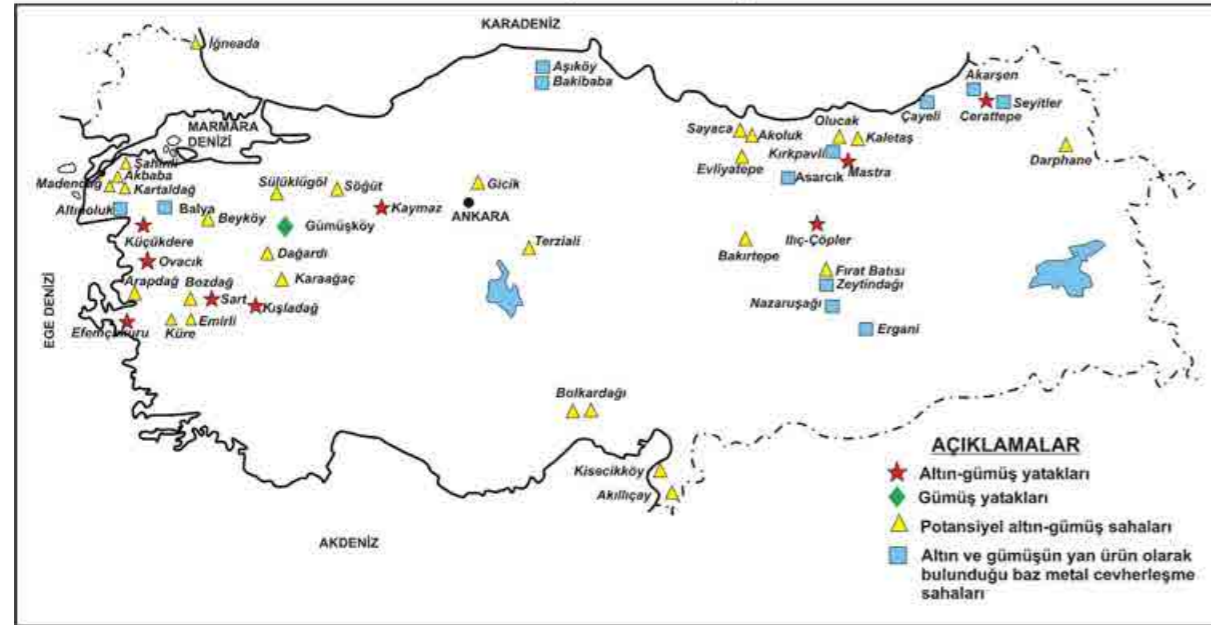 KARADENİZ
İğneada
Aşıköy
Bakibaba
Akarşen
Çayeli
Cerattepe
Seyitler
MARMARA
DENİZİ
Sayaca
Akoluk
Olucak
Kaletaş
Kırkpavli
Mastra
Evliyatepe
Asarcık
Darphane
Şahinli
Akbaba
Madendağ
Kartaldağ
Altınoluk
Balya
Sülüklügöl
Söğüt
Beyköy
Kaymaz
Gicik
ANKARA
Gümüşköy
Küçükdere
Ovacık
Dağardı
Terziali
Ilıç-Çöpler
Bakırtepe
Fırat Batısı
Zeytindağı
Nazaruşağı
Ergani
EGE DENİZİ
Arapdağ
Bozdağ
Karaağaç
Sart
Kışladağ
Efemçukuru
Küre
Emirli
Bolkardağı
Kisecikköy
Akıllıçay
AKDENİZ
AÇIKLAMALAR
Altın-gümüş yatakları
Gümüş yatakları
Potansiyel altın-gümüş sahaları
Altın ve gümüşün yan ürün olarak
bulunduğu baz metal cevherleşme
sahaları